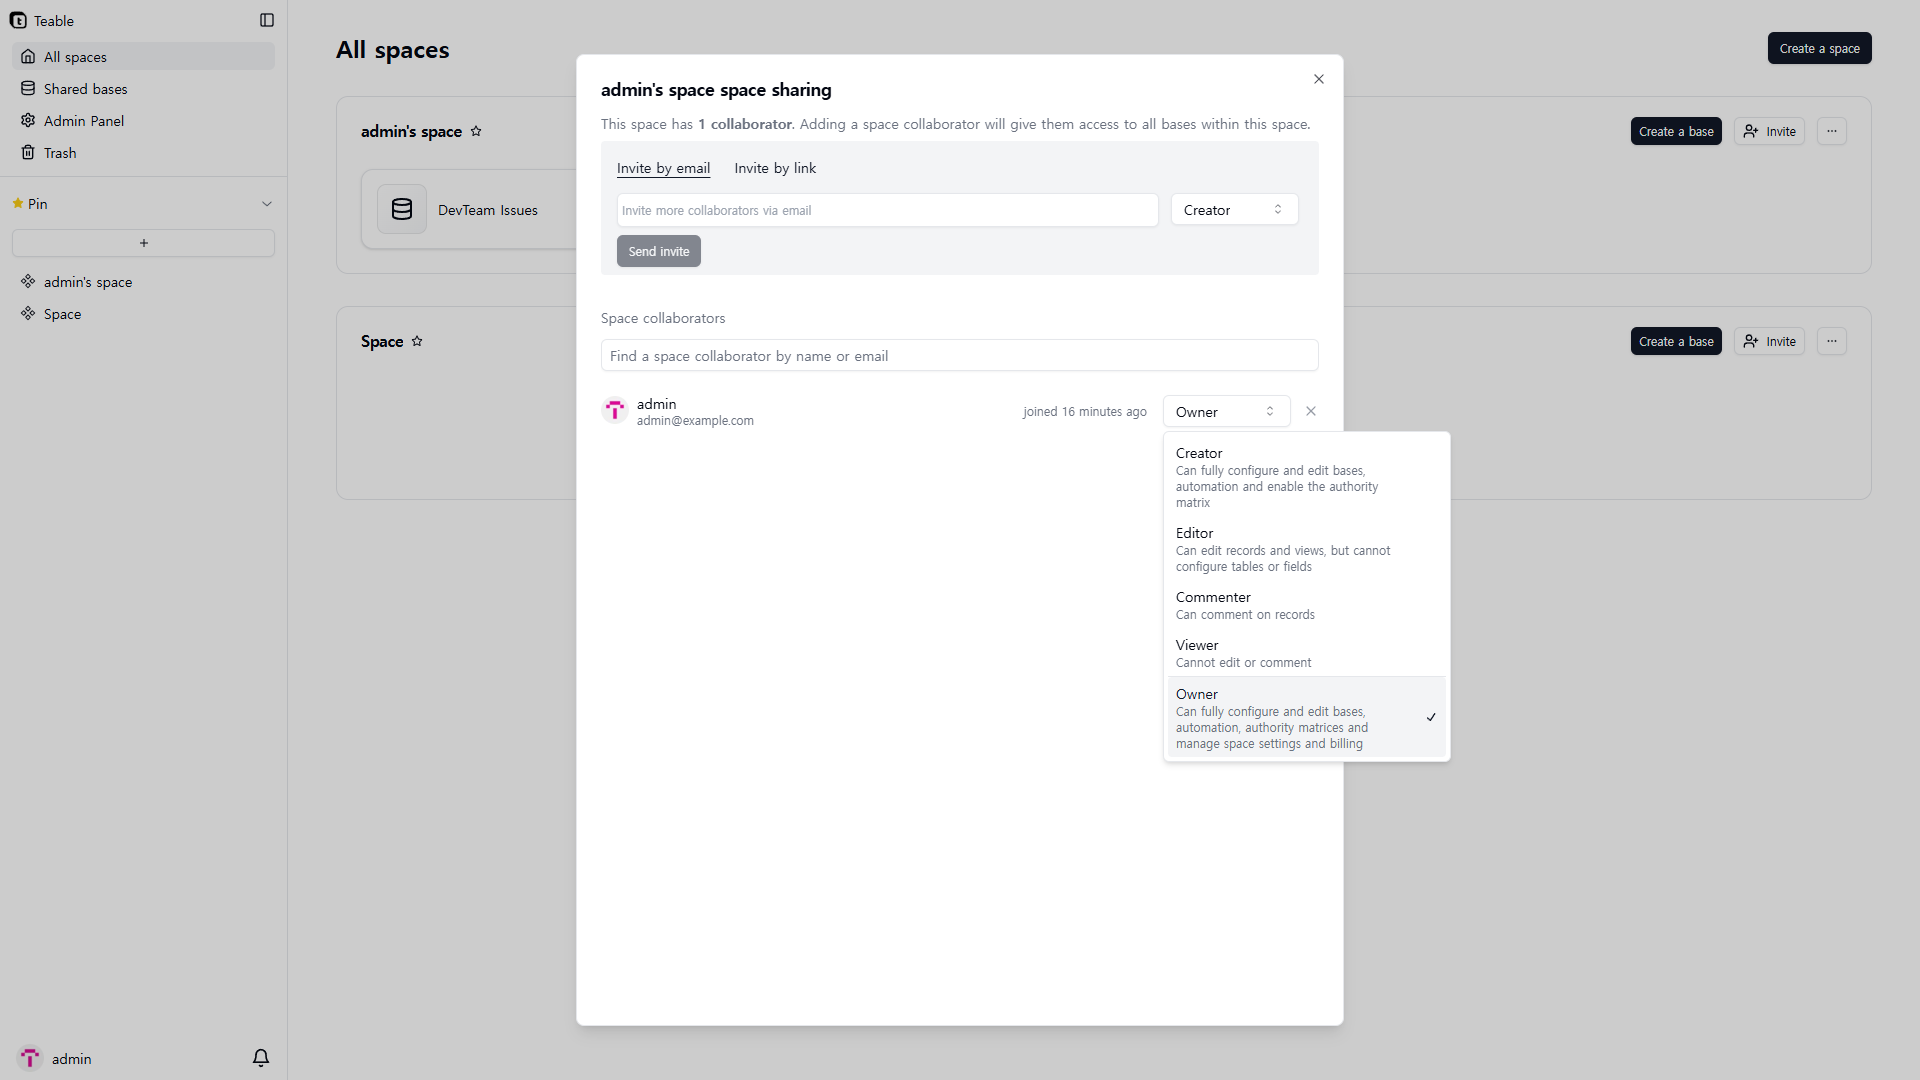 Teable
All spaces
Shared bases
Admin Panel
Trash
Pin
+
admin's space
Space
admin
All spaces
Create a space
admin's space
Create a base
Invite
...
DevTeam Issues
Space
Create a base
Invite
...
admin's space space sharing
This space has 1 collaborator. Adding a space collaborator will give them access to all bases within this space.
Invite by email
Invite by link
Invite more collaborators via email
Creator
Send invite
Space collaborators
Find a space collaborator by name or email
admin
admin@example.com
joined 16 minutes ago
Owner
Creator
Can fully configure and edit bases,
automation and enable the authority
matrix
Editor
Can edit records and views, but cannot
configure tables or fields
Commenter
Can comment on records
Viewer
Cannot edit or comment
Owner
Can fully configure and edit bases,
automation, authority matrices and
manage space settings and billing